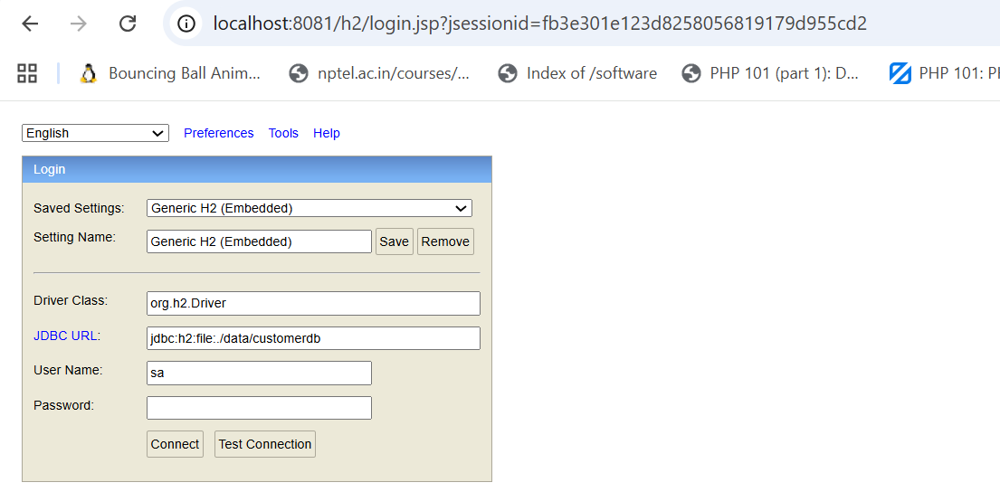 localhost:8081/h2/login.jsp?jsessionid=fb3e301e123d8258056819179d955cd2
Bouncing Ball Anim... nptel.ac.in/courses/... Index of /software PHP 101 (part 1): D... PHP 101: PH
English Preferences Tools Help
Login
Saved Settings: Generic H2 (Embedded)
Setting Name: Generic H2 (Embedded) Save Remove
Driver Class: org.h2.Driver
JDBC URL: jdbc:h2:file:./data/customerdb
User Name: sa
Password:
Connect Test Connection